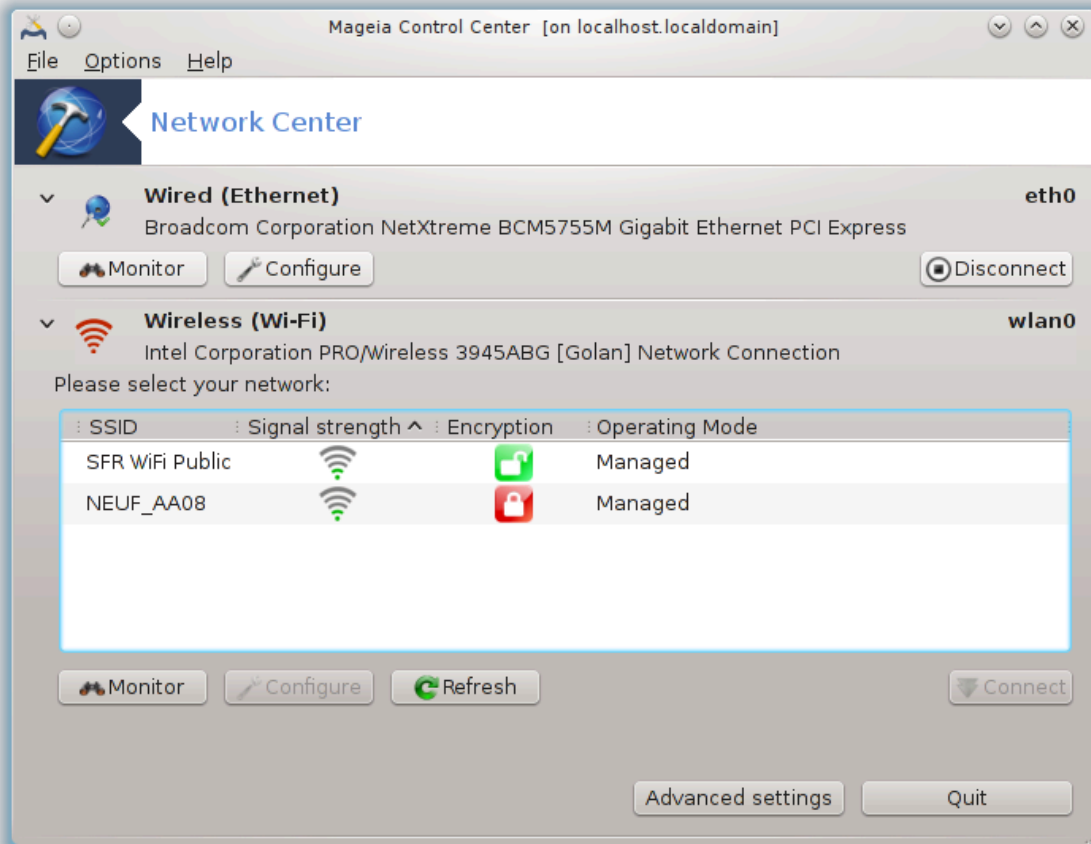 Mageia Control Center [on localhost.localdomain]
File Options Help
Network Center
Wired (Ethernet) eth0
Broadcom Corporation NetXtreme BCM5755M Gigabit Ethernet PCI Express
Monitor Configure Disconnect
Wireless (Wi-Fi) wlan0
Intel Corporation PRO/Wireless 3945ABG [Golan] Network Connection
Please select your network:
SSID Signal strength Encryption Operating Mode
SFR WiFi Public Managed
NEUF_AA08 Managed
Monitor Configure Refresh Connect
Advanced settings Quit